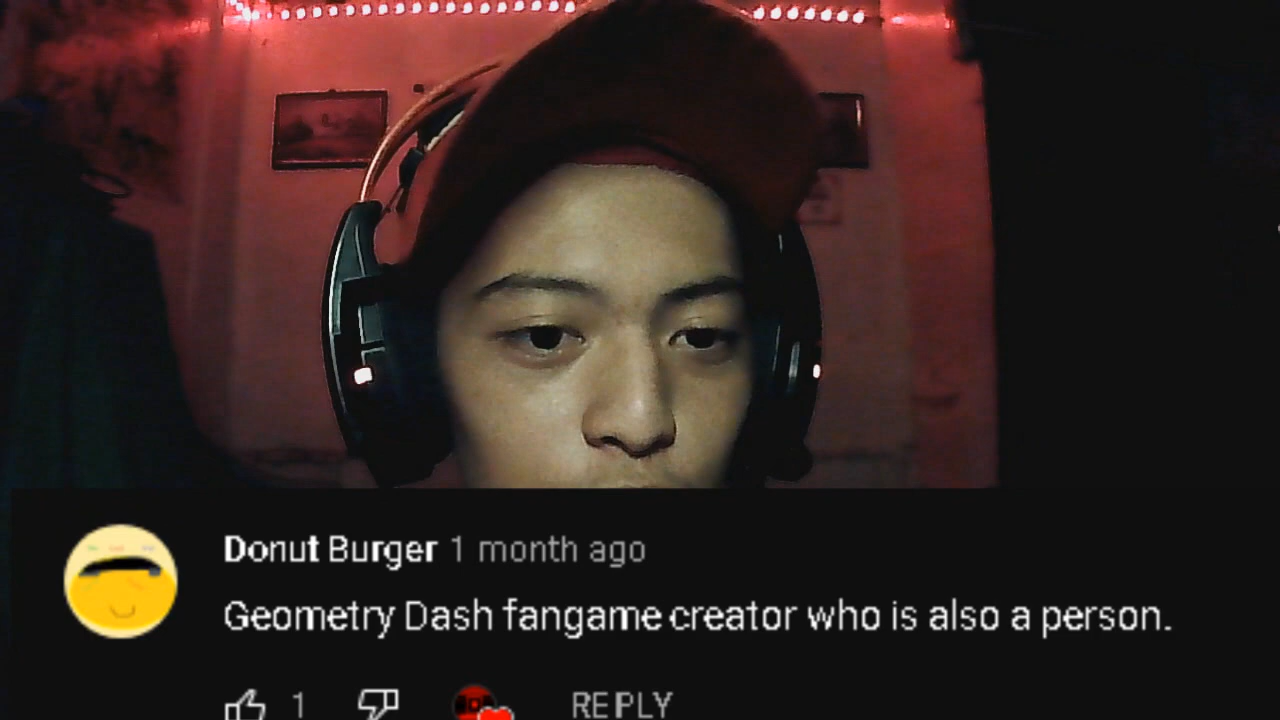 Donut Burger 1 month ago
Geometry Dash fangame creator who is also a person.
1 REPLY